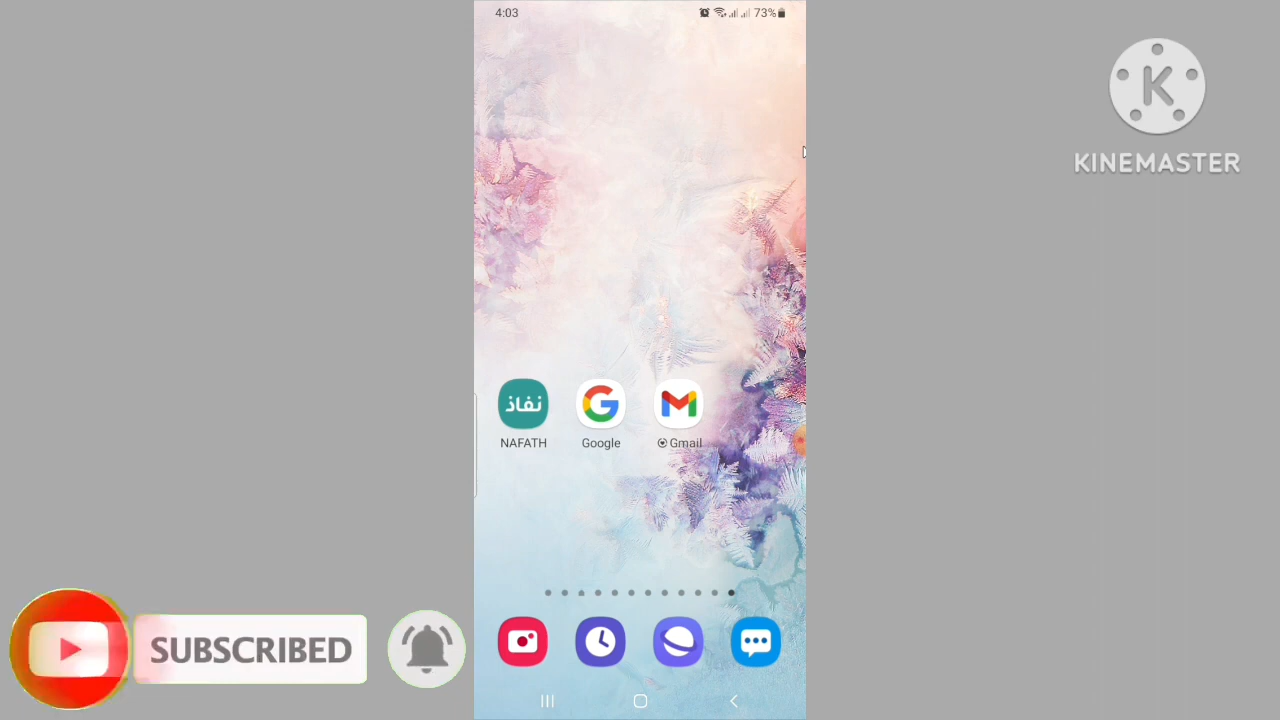 4:03
73%
KINEMASTER
نفاذ
NAFATH
Google
Gmail
SUBSCRIBED